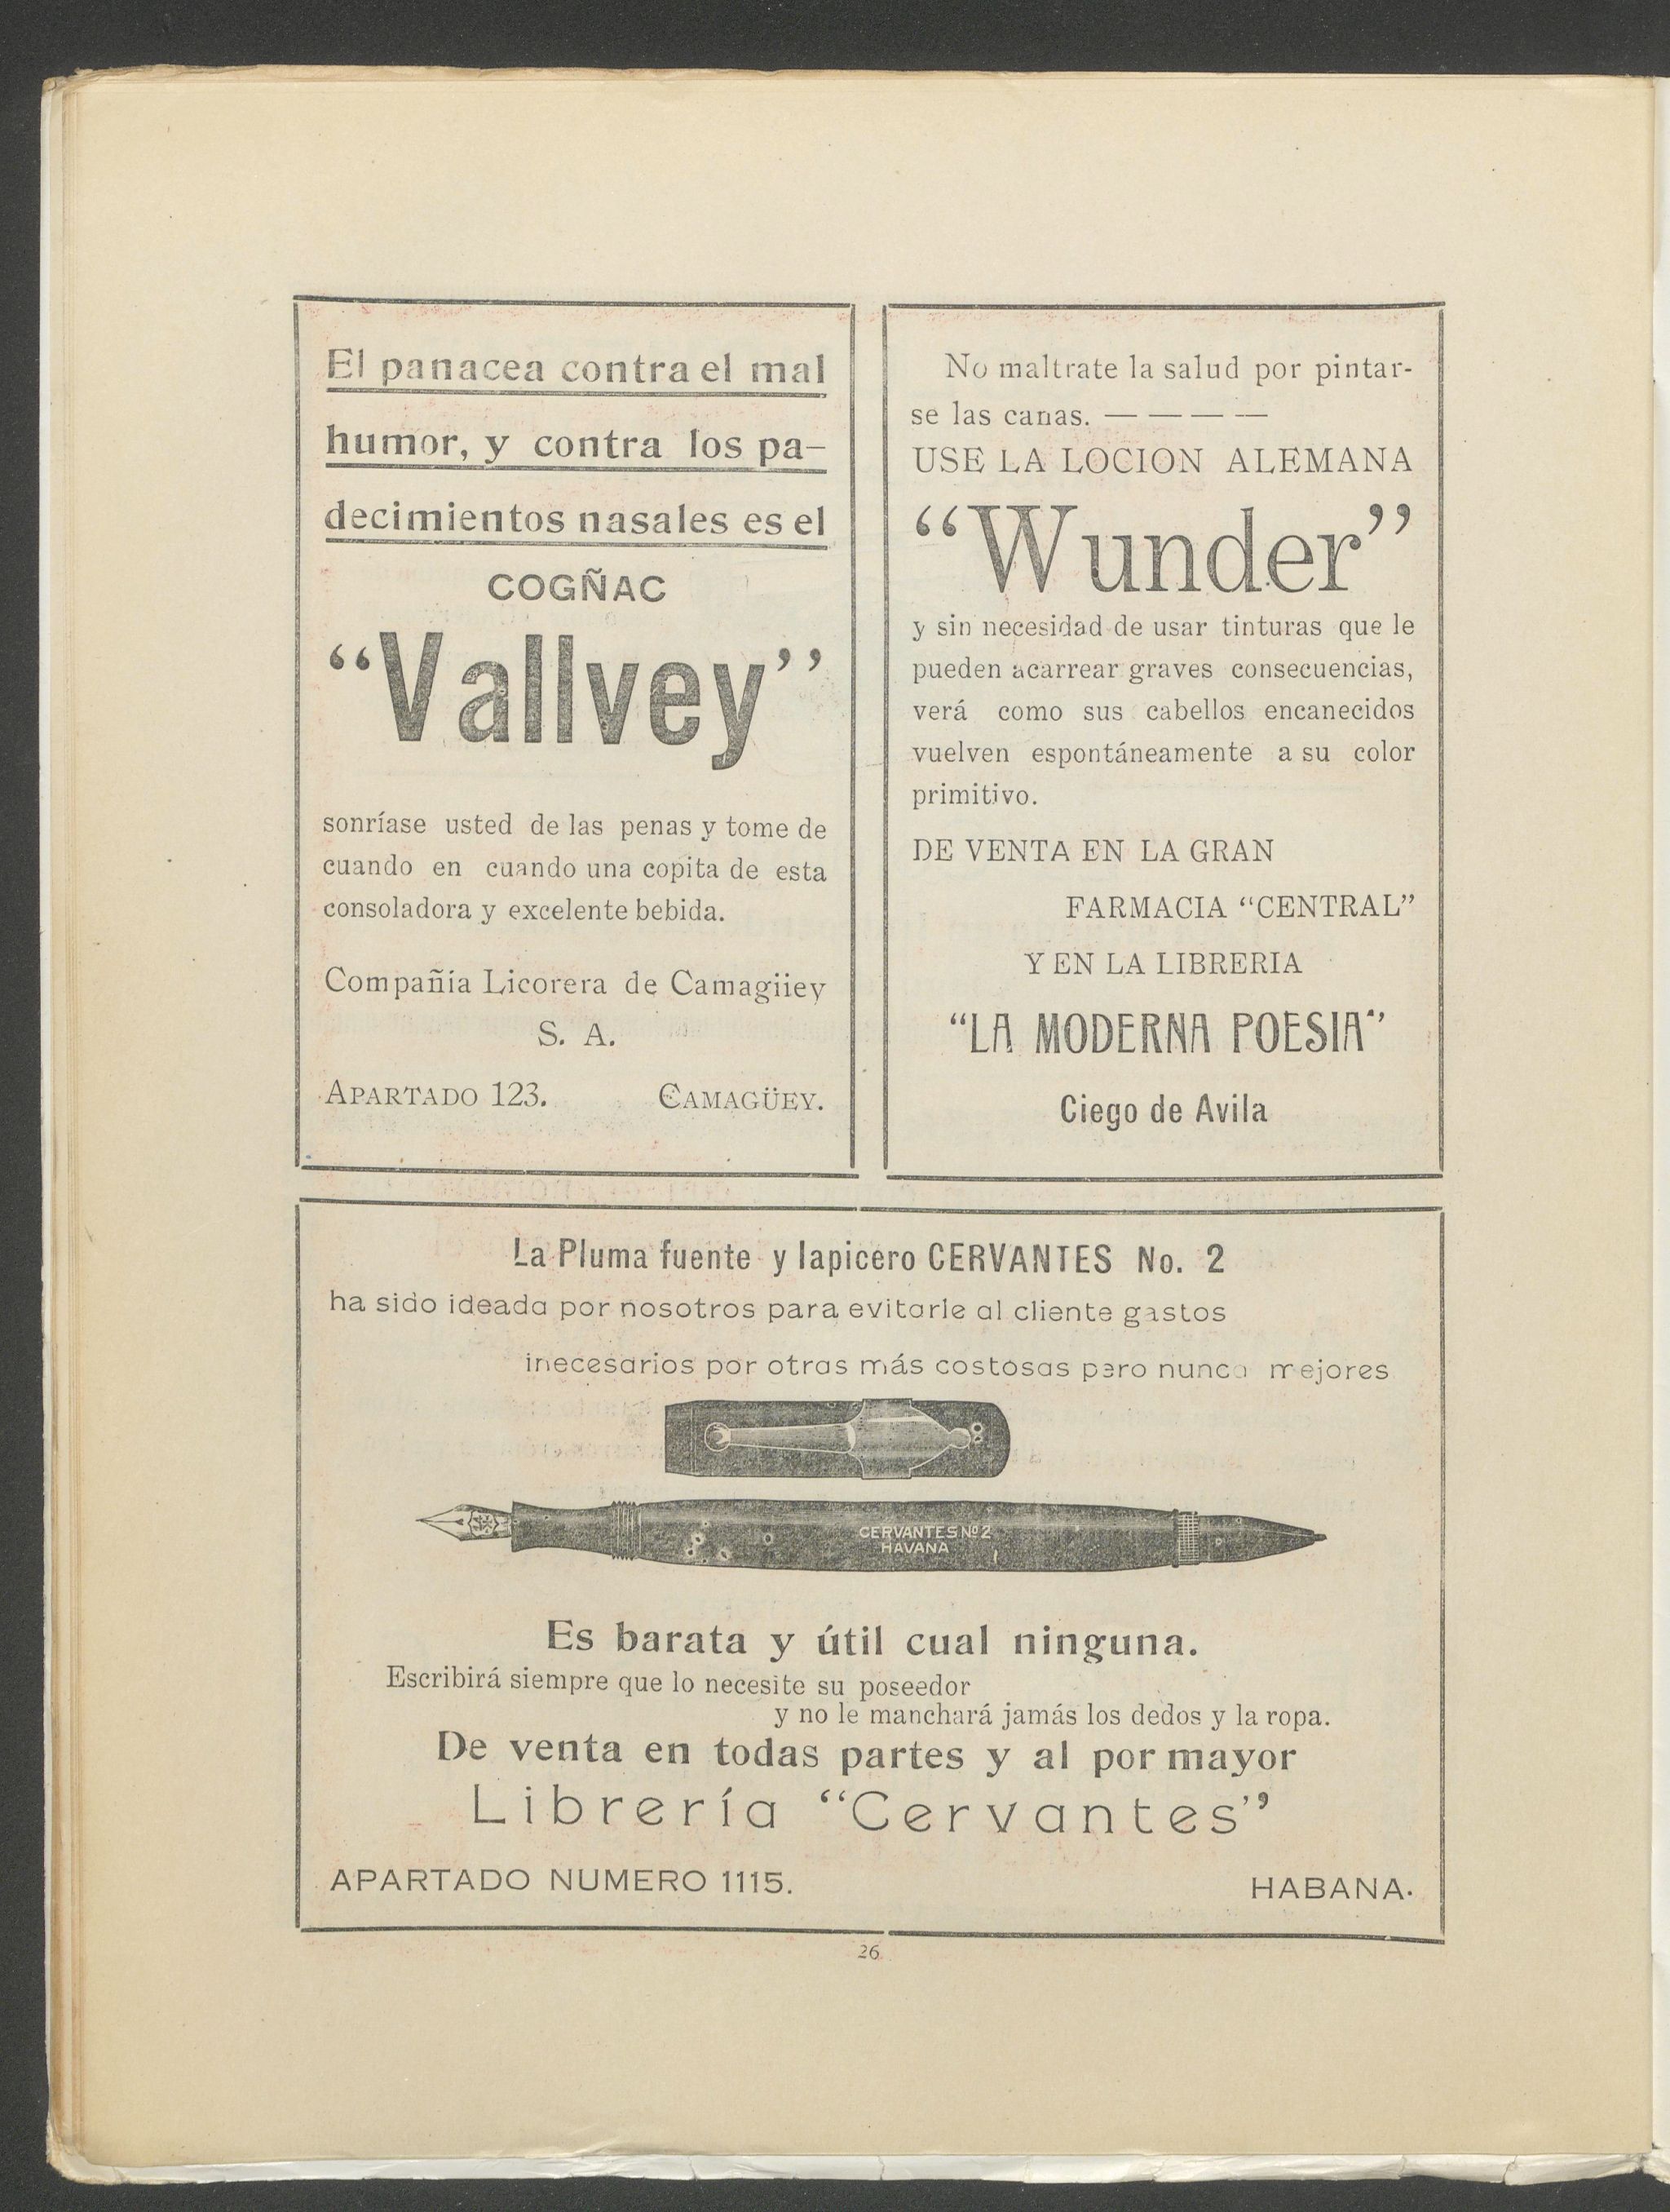 El panacea contra el mal
humor, y contra los pa-
decimientos nasales es el
COGÑAC
“Vallvey”
sonríase usted de las penas y tome de
cuando en cuando una copita de esta
consoladora y excelente bebida.
Compañía Licorera de Camagüey
S. A.
APARTADO 123. CAMAGÜEY.
No maltrate la salud por pintar-
se las canas. — — — —
USE LA LOCION ALEMANA
“Wunder”
y sin necesidad de usar tinturas que le
pueden acarrear graves consecuencias,
verá como sus cabellos encanecidos
vuelven espontáneamente a su color
primitivo.
DE VENTA EN LA GRAN
FARMACIA “CENTRAL”
Y EN LA LIBRERIA
“LA MODERNA POESIA”
Ciego de Avila
La Pluma fuente y lapicero CERVANTES No. 2
ha sido ideada por nosotros para evitarle al cliente gastos
inecesarios por otras más costosas pero nunca mejores
CERVANTES Nº 2
HAVANA
Es barata y útil cual ninguna.
Escribirá siempre que lo necesite su poseedor
y no le manchará jamás los dedos y la ropa.
De venta en todas partes y al por mayor
Librería “Cervantes”
APARTADO NUMERO 1115. HABANA.
26